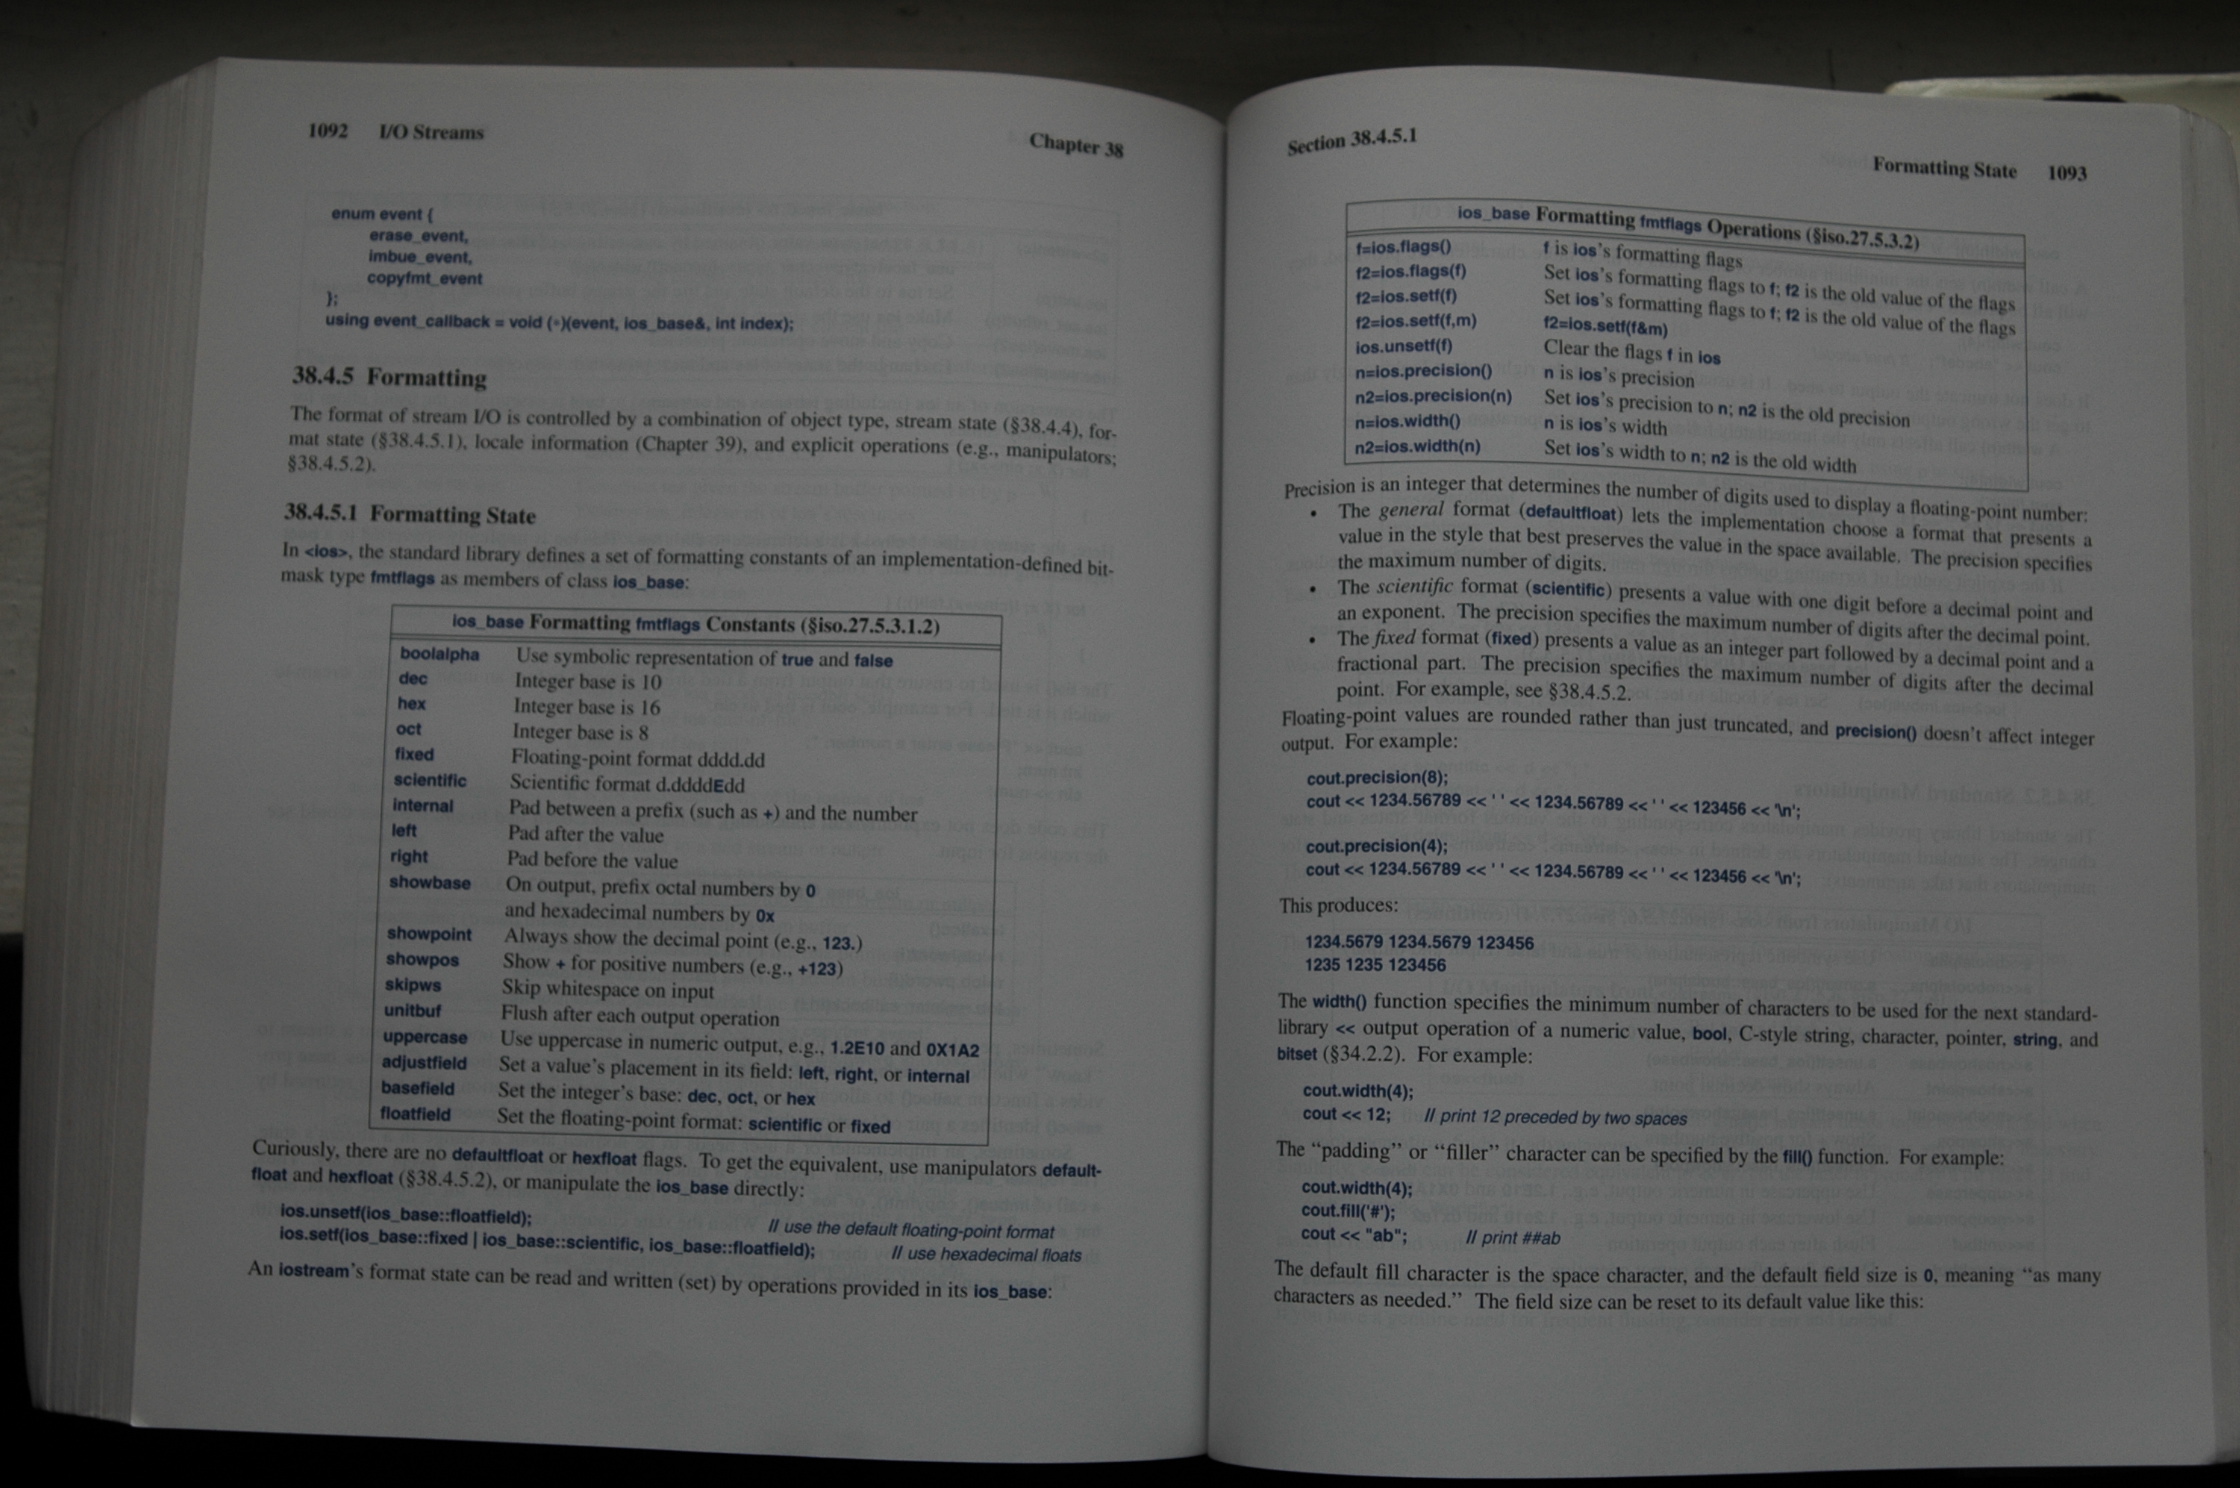 1092 I/O Streams Chapter 38
enum event {
erase_event,
imbue_event,
copyfmt_event
};
using event_callback = void (*)(event, ios_base&, int index);
38.4.5 Formatting
The format of stream I/O is controlled by a combination of object type, stream state (§38.4.4), for-
mat state (§38.4.5.1), locale information (Chapter 39), and explicit operations (e.g., manipulators;
§38.4.5.2).
38.4.5.1 Formatting State
In <ios>, the standard library defines a set of formatting constants of an implementation-defined bit-
mask type fmtflags as members of class ios_base:
ios_base Formatting fmtflags Constants (§iso.27.5.3.1.2)
boolalpha Use symbolic representation of true and false
dec Integer base is 10
hex Integer base is 16
oct Integer base is 8
fixed Floating-point format dddd.dd
scientific Scientific format d.ddddEdd
internal Pad between a prefix (such as +) and the number
left Pad after the value
right Pad before the value
showbase On output, prefix octal numbers by 0
and hexadecimal numbers by 0x
showpoint Always show the decimal point (e.g., 123.)
showpos Show + for positive numbers (e.g., +123)
skipws Skip whitespace on input
unitbuf Flush after each output operation
uppercase Use uppercase in numeric output, e.g., 1.2E10 and 0X1A2
adjustfield Set a value's placement in its field: left, right, or internal
basefield Set the integer's base: dec, oct, or hex
floatfield Set the floating-point format: scientific or fixed
Curiously, there are no defaultfloat or hexfloat flags. To get the equivalent, use manipulators default-
float and hexfloat (§38.4.5.2), or manipulate the ios_base directly:
ios.unsetf(ios_base::floatfield); // use the default floating-point format
ios.setf(ios_base::fixed | ios_base::scientific, ios_base::floatfield); // use hexadecimal floats
An iostream's format state can be read and written (set) by operations provided in its ios_base:
Section 38.4.5.1 Formatting State 1093
ios_base Formatting fmtflags Operations (§iso.27.5.3.2)
f=ios.flags() f is ios's formatting flags
f2=ios.flags(f) Set ios's formatting flags to f; f2 is the old value of the flags
f2=ios.setf(f) Set ios's formatting flags to f; f2 is the old value of the flags
f2=ios.setf(f,m) f2=ios.setf(f&m)
ios.unsetf(f) Clear the flags f in ios
n=ios.precision() n is ios's precision
n2=ios.precision(n) Set ios's precision to n; n2 is the old precision
n=ios.width() n is ios's width
n2=ios.width(n) Set ios's width to n; n2 is the old width
Precision is an integer that determines the number of digits used to display a floating-point number:
• The general format (defaultfloat) lets the implementation choose a format that presents a
value in the style that best preserves the value in the space available. The precision specifies
the maximum number of digits.
• The scientific format (scientific) presents a value with one digit before a decimal point and
an exponent. The precision specifies the maximum number of digits after the decimal point.
• The fixed format (fixed) presents a value as an integer part followed by a decimal point and a
fractional part. The precision specifies the maximum number of digits after the decimal
point. For example, see §38.4.5.2.
Floating-point values are rounded rather than just truncated, and precision() doesn't affect integer
output. For example:
cout.precision(8);
cout << 1234.56789 << ' ' << 1234.56789 << ' ' << 123456 << '\n';
cout.precision(4);
cout << 1234.56789 << ' ' << 1234.56789 << ' ' << 123456 << '\n';
This produces:
1234.5679 1234.5679 123456
1235 1235 123456
The width() function specifies the minimum number of characters to be used for the next standard-
library << output operation of a numeric value, bool, C-style string, character, pointer, string, and
bitset (§34.2.2). For example:
cout.width(4);
cout << 12; // print 12 preceded by two spaces
The "padding" or "filler" character can be specified by the fill() function. For example:
cout.width(4);
cout.fill('#');
cout << "ab"; // print ##ab
The default fill character is the space character, and the default field size is 0, meaning "as many
characters as needed." The field size can be reset to its default value like this: